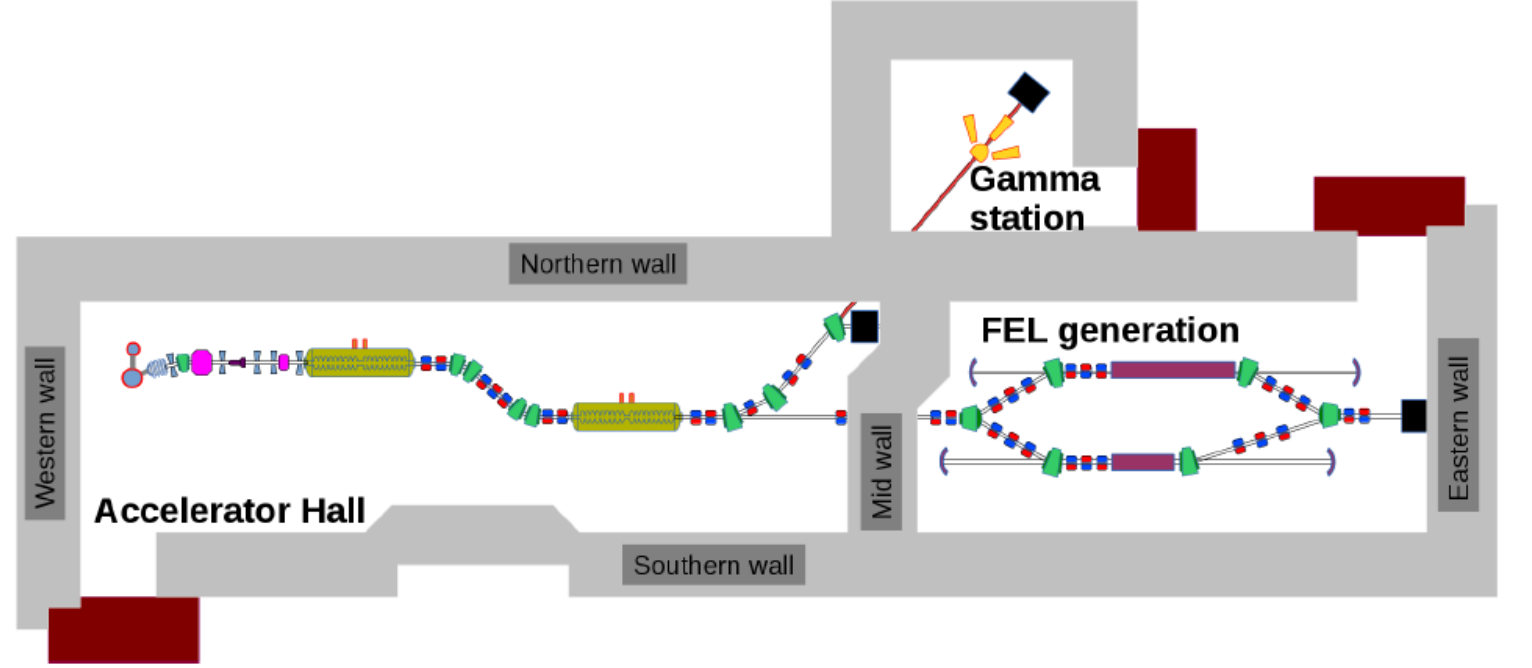 Gamma
station
Northern wall
FEL generation
Western wall
Eastern wall
Mid wall
Accelerator Hall
Southern wall